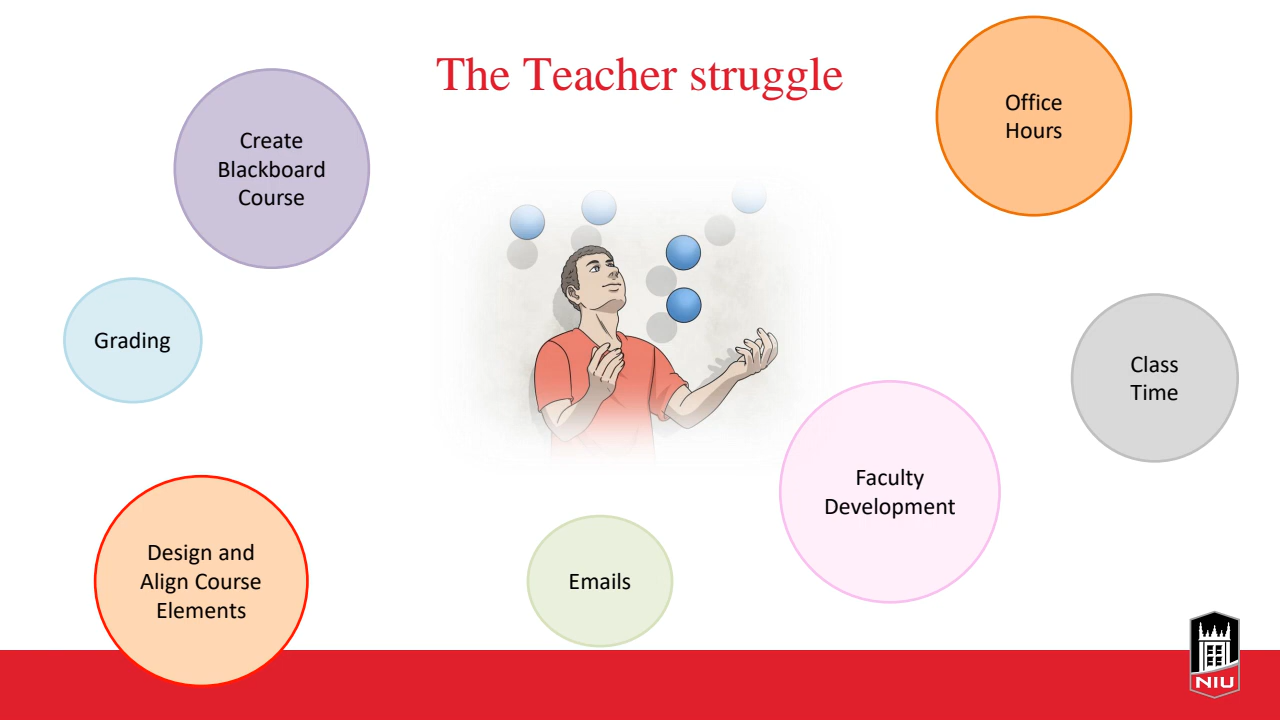 The Teacher struggle
Office
Hours
Create
Blackboard
Course
Grading
Class
Time
Faculty
Development
Design and
Align Course
Elements
Emails
NIU